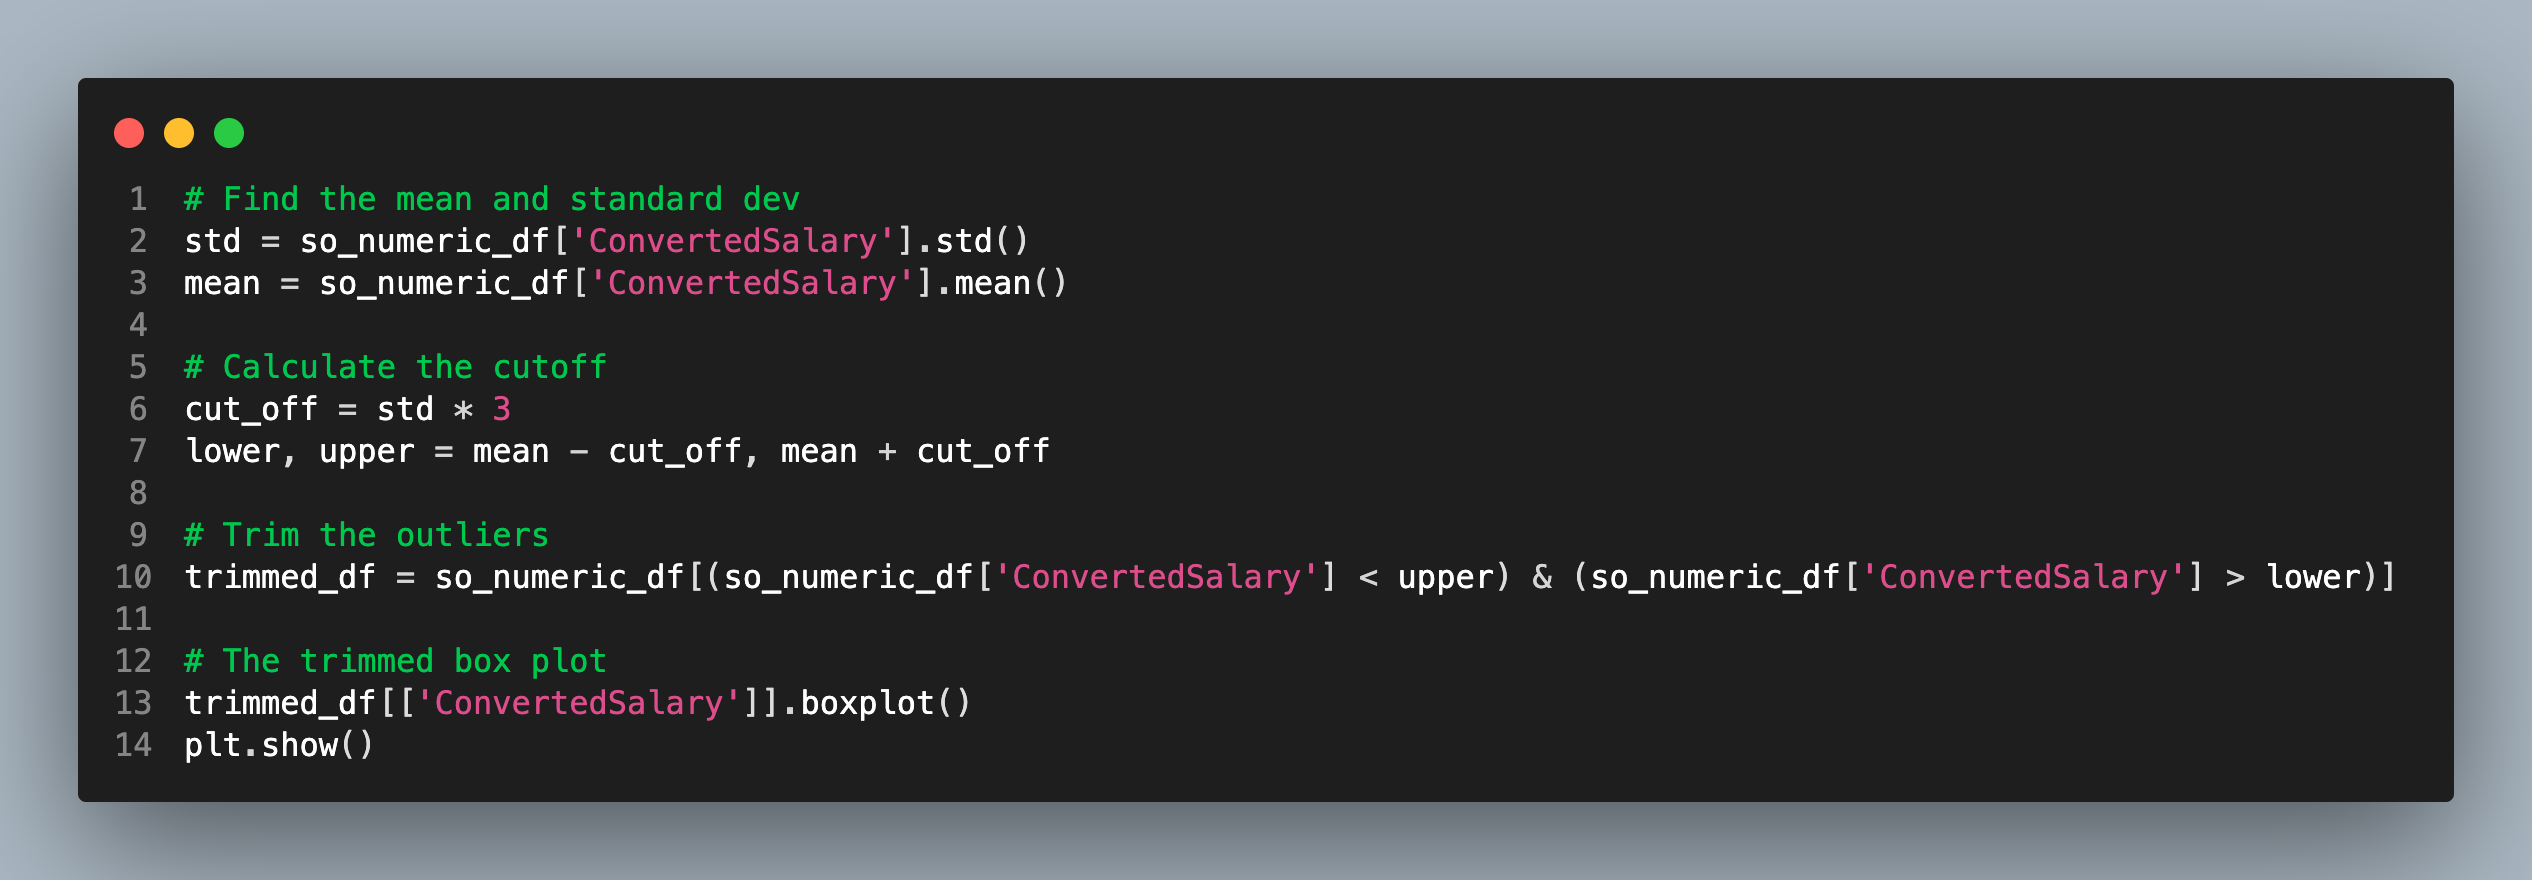 1 # Find the mean and standard dev
2 std = so_numeric_df['ConvertedSalary'].std()
3 mean = so_numeric_df['ConvertedSalary'].mean()
4
5 # Calculate the cutoff
6 cut_off = std * 3
7 lower, upper = mean - cut_off, mean + cut_off
8
9 # Trim the outliers
10 trimmed_df = so_numeric_df[(so_numeric_df['ConvertedSalary'] < upper) & (so_numeric_df['ConvertedSalary'] > lower)]
11
12 # The trimmed box plot
13 trimmed_df[['ConvertedSalary']].boxplot()
14 plt.show()